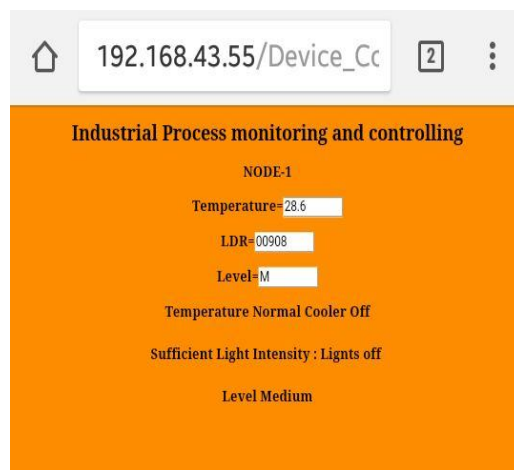 192.168.43.55/Device_Cc
2
Industrial Process monitoring and controlling
NODE-1
Temperature=28.6
LDR=00908
Level=M
Temperature Normal Cooler Off
Sufficient Light Intensity : Lignts off
Level Medium